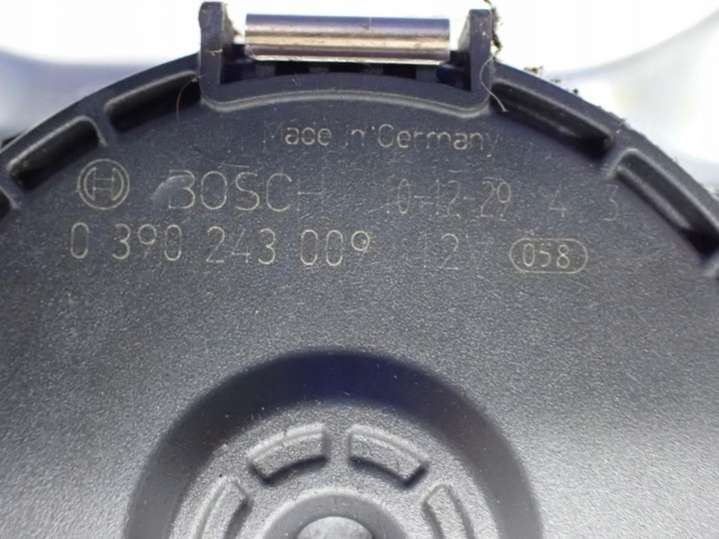 Made in Germany
BOSCH 10-12-29 4 3
0 390 243 009 12V 058